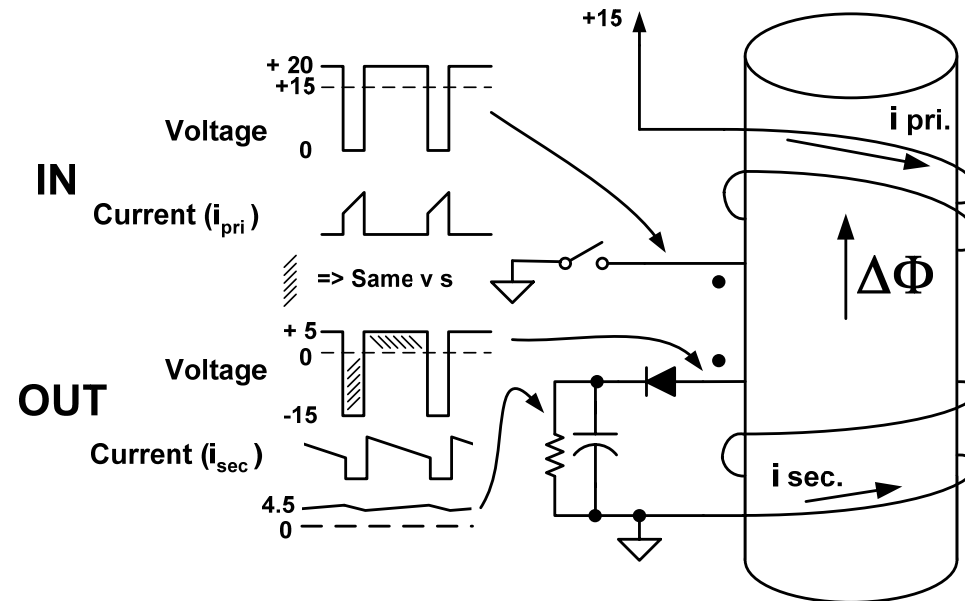 +15
+ 20
+15
Voltage
0
i pri.
IN
Current (ipri)
=> Same v s
ΔΦ
+ 5
0
Voltage
OUT
-15
Current (isec)
i sec.
4.5
0